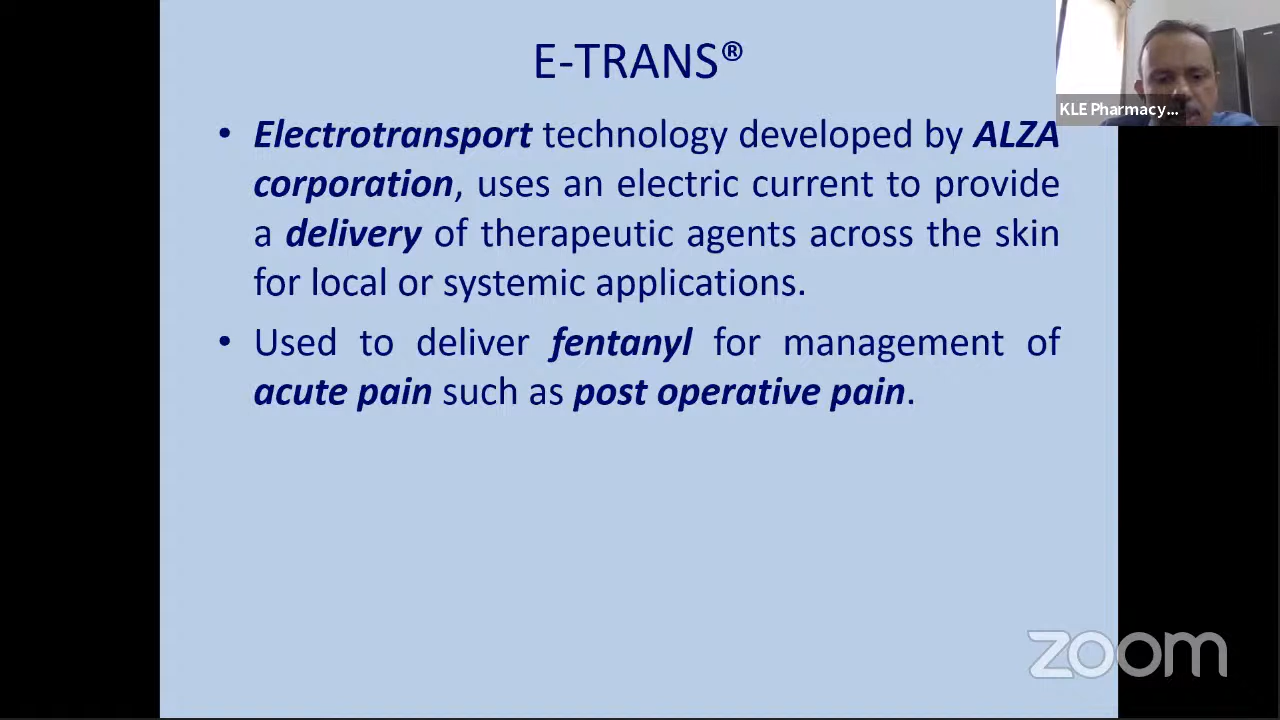 E-TRANS®
KLE Pharmacy...
• Electrotransport technology developed by ALZA
corporation, uses an electric current to provide
a delivery of therapeutic agents across the skin
for local or systemic applications.
• Used to deliver fentanyl for management of
acute pain such as post operative pain.
zoom